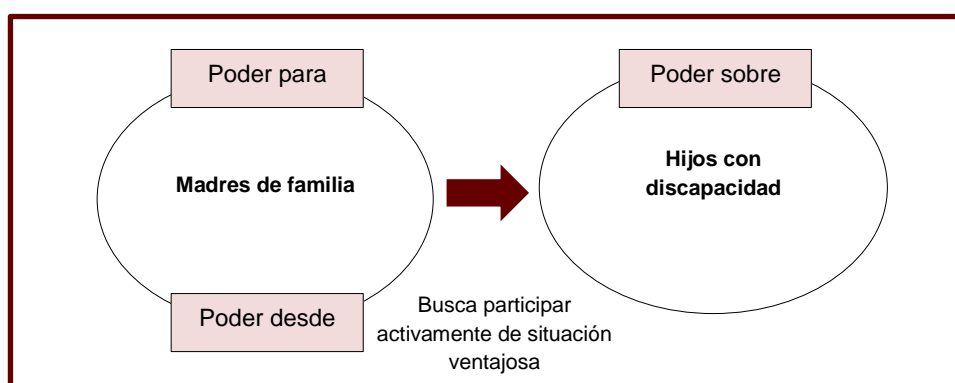 Poder para
Madres de familia
Poder desde
Busca participar
activamente de situación
ventajosa
Poder sobre
Hijos con
discapacidad